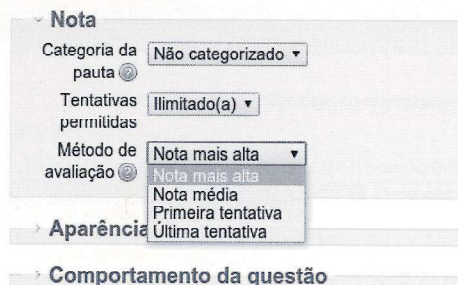 Nota
Categoria da pauta Não categorizado
Tentativas permitidas Ilimitado(a)
Método de avaliação Nota mais alta
Nota mais alta
Nota média
Primeira tentativa
Última tentativa
Aparência
Comportamento da questão